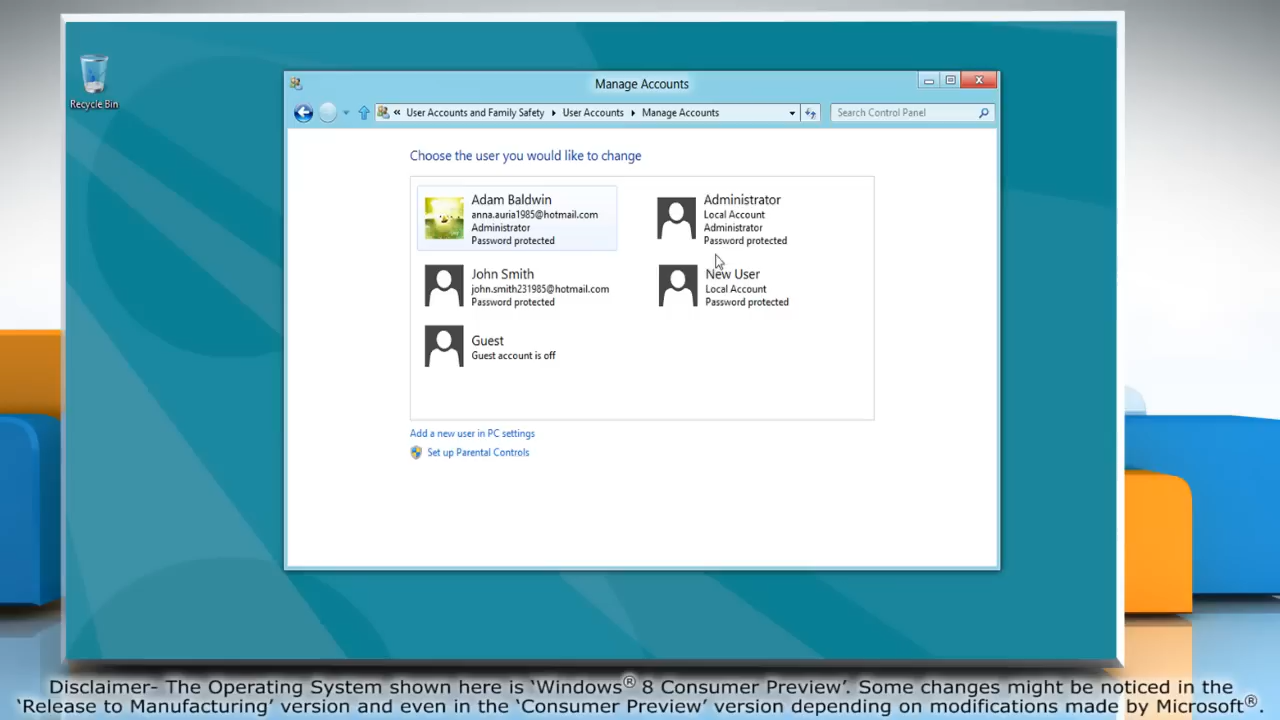 Recycle Bin
Manage Accounts
« User Accounts and Family Safety User Accounts Manage Accounts
Search Control Panel
Choose the user you would like to change
Adam Baldwin
anna.auria1985@hotmail.com
Administrator
Password protected
Administrator
Local Account
Administrator
Password protected
John Smith
john.smith231985@hotmail.com
Password protected
New User
Local Account
Password protected
Guest
Guest account is off
Add a new user in PC settings
Set up Parental Controls
Disclaimer- The Operating System shown here is ‘Windows® 8 Consumer Preview’. Some changes might be noticed in the
‘Release to Manufacturing’ version and even in the ‘Consumer Preview’ version depending on modifications made by Microsoft®.